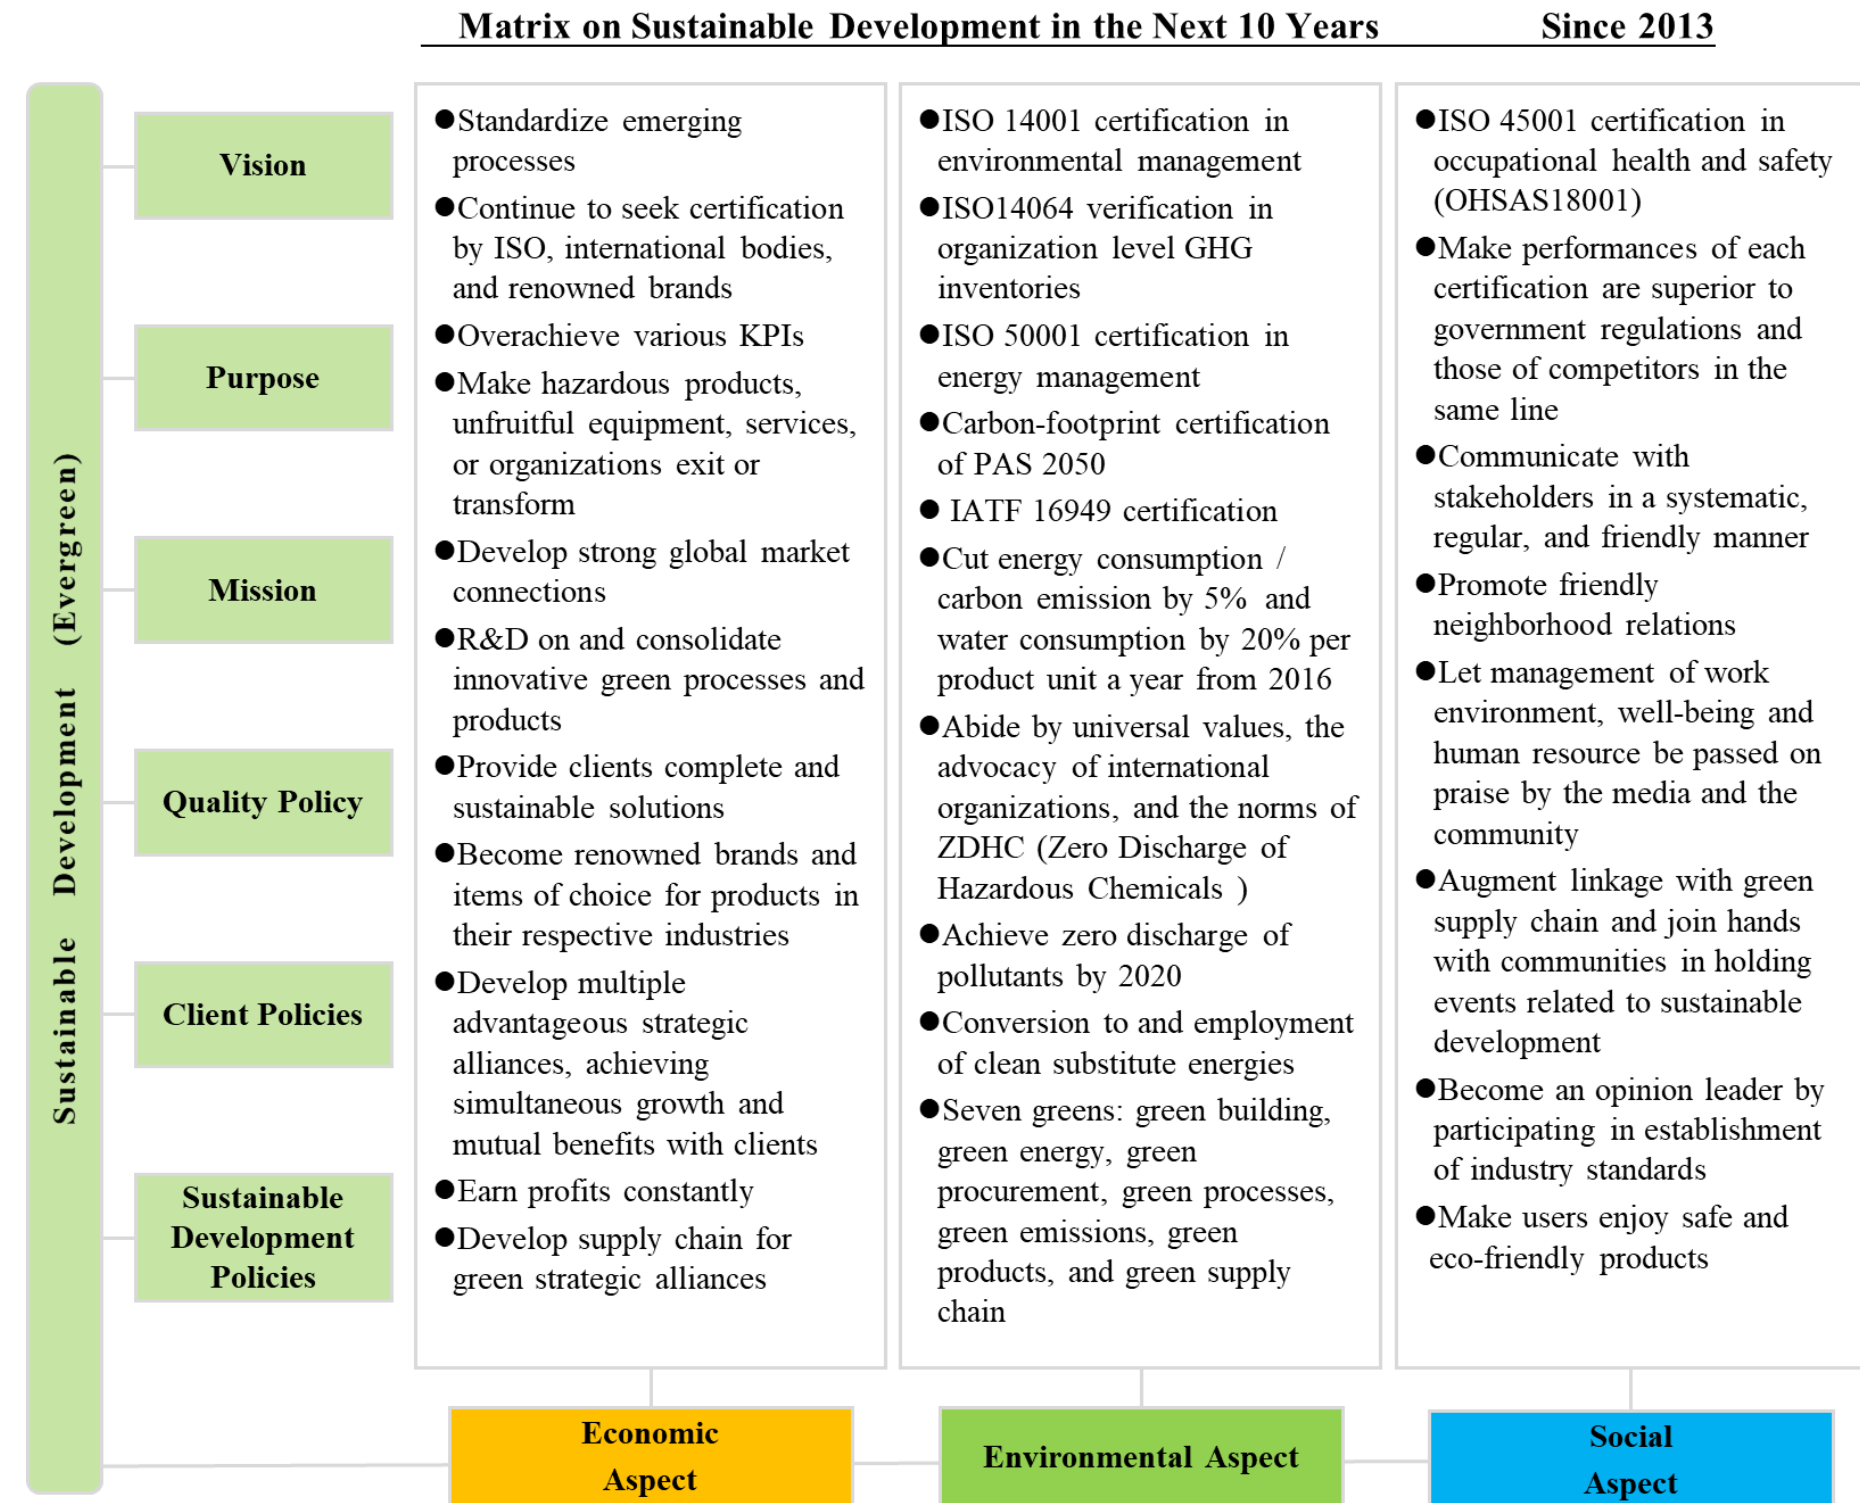 Matrix on Sustainable Development in the Next 10 Years Since 2013
Sustainable Development (Evergreen)
Vision
Purpose
Mission
Quality Policy
Client Policies
Sustainable
Development
Policies
●Standardize emerging
processes
●Continue to seek certification
by ISO, international bodies,
and renowned brands
●Overachieve various KPIs
●Make hazardous products,
unfruitful equipment, services,
or organizations exit or
transform
●Develop strong global market
connections
●R&D on and consolidate
innovative green processes and
products
●Provide clients complete and
sustainable solutions
●Become renowned brands and
items of choice for products in
their respective industries
●Develop multiple
advantageous strategic
alliances, achieving
simultaneous growth and
mutual benefits with clients
●Earn profits constantly
●Develop supply chain for
green strategic alliances
●ISO 14001 certification in
environmental management
●ISO14064 verification in
organization level GHG
inventories
●ISO 50001 certification in
energy management
●Carbon-footprint certification
of PAS 2050
● IATF 16949 certification
●Cut energy consumption /
carbon emission by 5% and
water consumption by 20% per
product unit a year from 2016
●Abide by universal values, the
advocacy of international
organizations, and the norms of
ZDHC (Zero Discharge of
Hazardous Chemicals )
●Achieve zero discharge of
pollutants by 2020
●Conversion to and employment
of clean substitute energies
●Seven greens: green building,
green energy, green
procurement, green processes,
green emissions, green
products, and green supply
chain
●ISO 45001 certification in
occupational health and safety
(OHSAS18001)
●Make performances of each
certification are superior to
government regulations and
those of competitors in the
same line
●Communicate with
stakeholders in a systematic,
regular, and friendly manner
●Promote friendly
neighborhood relations
●Let management of work
environment, well-being and
human resource be passed on
praise by the media and the
community
●Augment linkage with green
supply chain and join hands
with communities in holding
events related to sustainable
development
●Become an opinion leader by
participating in establishment
of industry standards
●Make users enjoy safe and
eco-friendly products
Economic
Aspect
Environmental Aspect
Social
Aspect